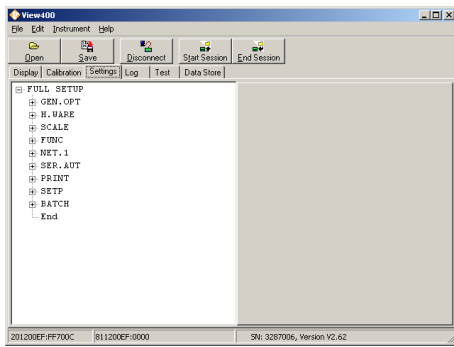 View400
File Edit Instrument Help
Open Save Disconnect Start Session End Session
Display Calibration Settings Log Test Data Store
FULL SETUP
GEN.OPT
H.WARE
SCALE
FUNC
NET.1
SER.AUT
PRINT
SETP
BATCH
End
201200EF:FF700C 811200EF:0000 SN: 3287006, Version V2.62